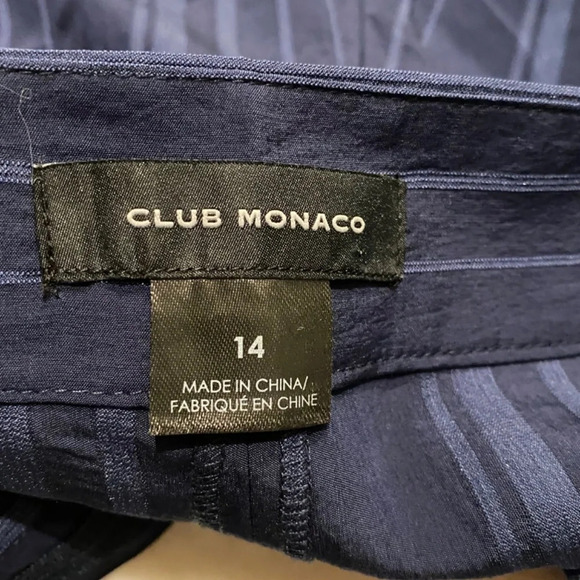 CLUB MONACO
14
MADE IN CHINA/
FABRIQUÉ EN CHINE